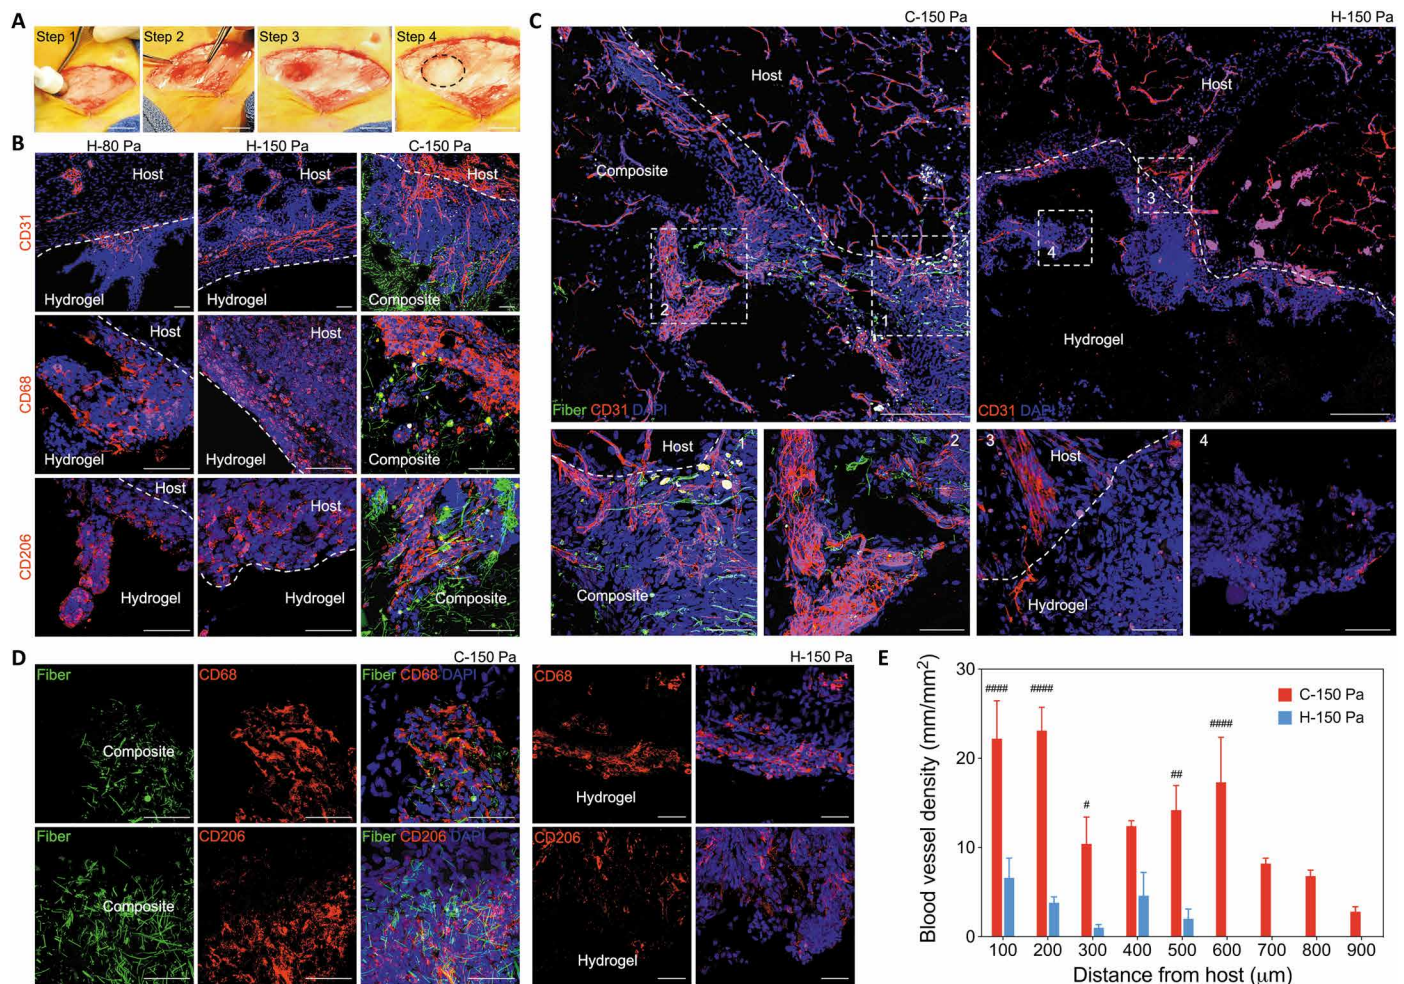 A
Step 1
Step 2
Step 3
Step 4
B
H-80 Pa
H-150 Pa
C-150 Pa
CD31
Host
Hydrogel
Host
Hydrogel
Host
Composite
CD68
Host
Hydrogel
Host
Hydrogel
Composite
CD206
Host
Hydrogel
Host
Hydrogel
Composite
C
C-150 Pa
Host
Composite
2
1
Fiber CD31 DAPI
H-150 Pa
Host
3
4
Hydrogel
CD31 DAPI
Host
1
Composite
2
3
Host
Hydrogel
4
D
C-150 Pa
H-150 Pa
Fiber
Composite
CD68
Fiber CD68 DAPI
CD68
Hydrogel
Fiber
Composite
CD206
Fiber CD206 DAPI
CD206
Hydrogel
E
Blood vessel density (mm/mm²)
30
20
10
0
####
####
#
##
####
C-150 Pa
H-150 Pa
100 200 300 400 500 600 700 800 900
Distance from host (μm)